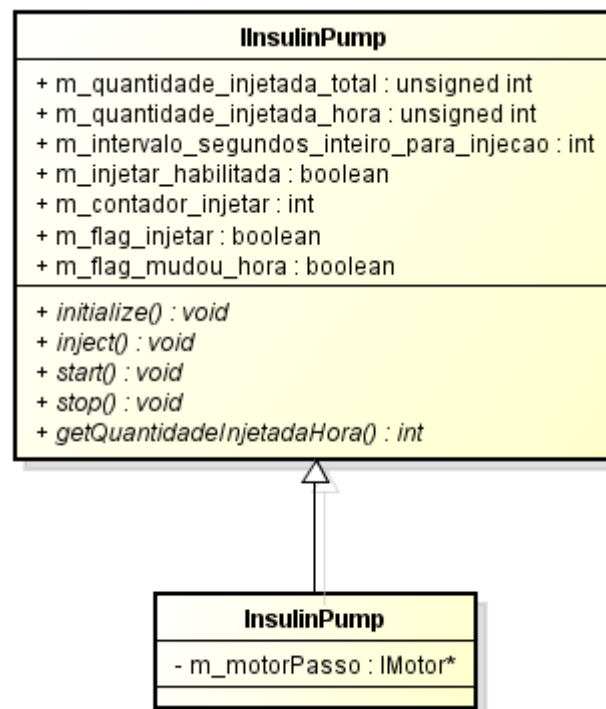 IInsulinPump
+ m_quantidade_injetada_total : unsigned int
+ m_quantidade_injetada_hora : unsigned int
+ m_intervalo_segundos_inteiro_para_injecao : int
+ m_injetar_habilitada : boolean
+ m_contador_injetar : int
+ m_flag_injetar : boolean
+ m_flag_mudou_hora : boolean
+ initialize() : void
+ inject() : void
+ start() : void
+ stop() : void
+ getQuantidadeInjetadaHora() : int
InsulinPump
- m_motorPasso : IMotor*